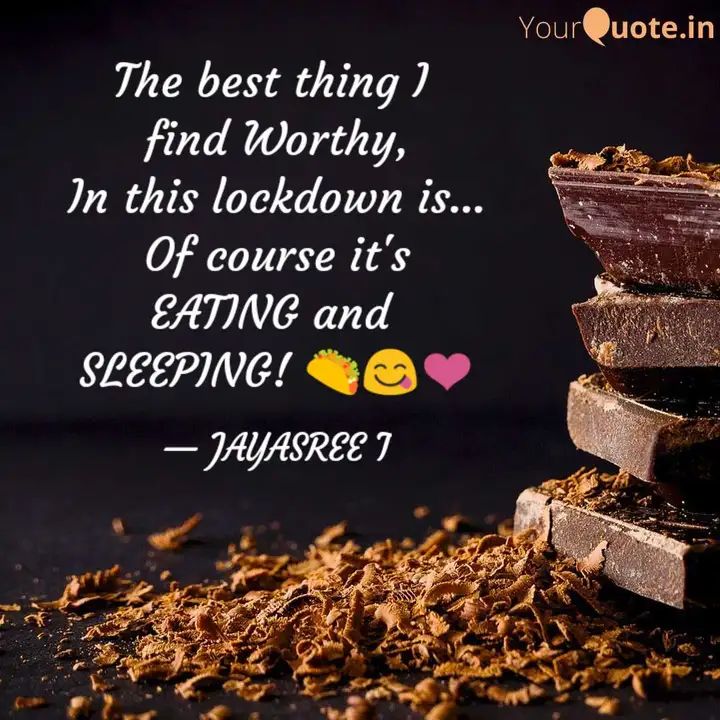 YourQuote.in
The best thing I
find Worthy,
In this lockdown is...
Of course it's
EATING and
SLEEPING! 🌮😋❤
— JAYASREE T